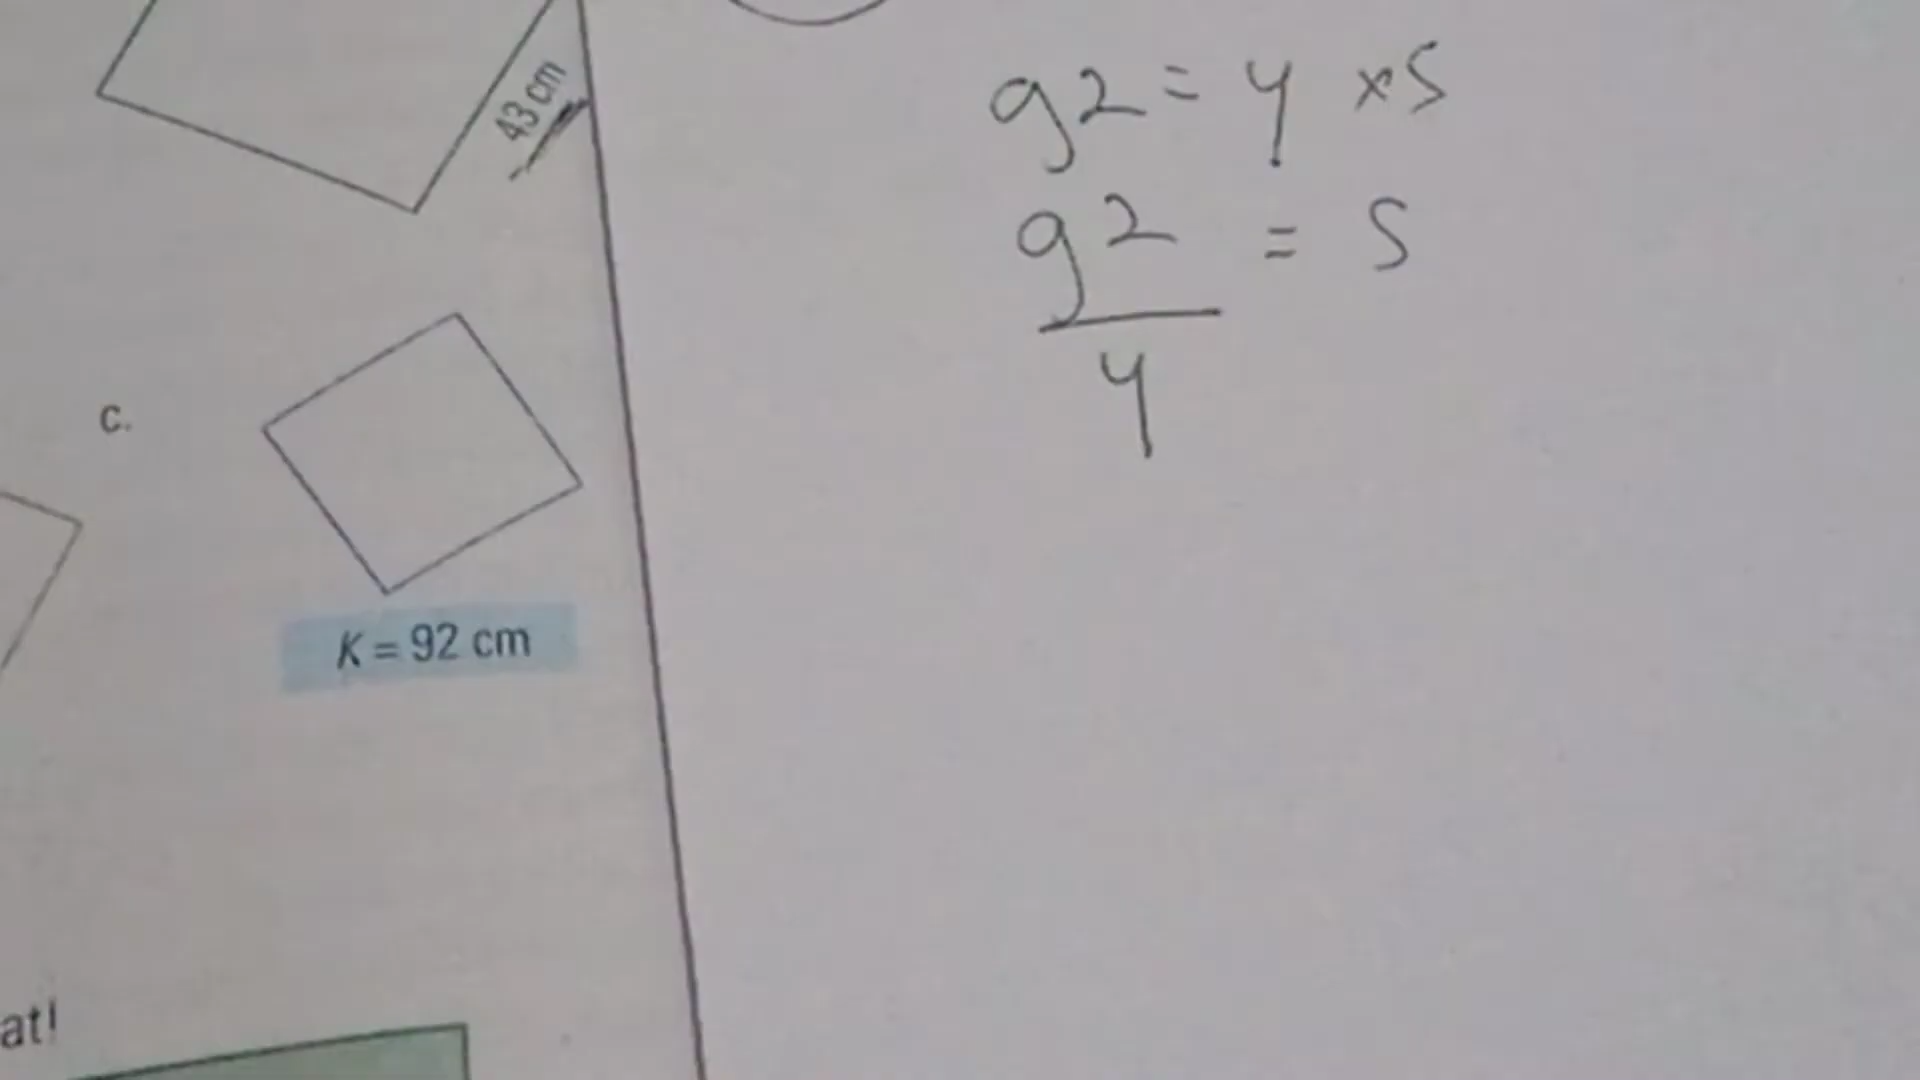 43 cm
c.
K = 92 cm
at!
92 = 4 × s
92 = s
4